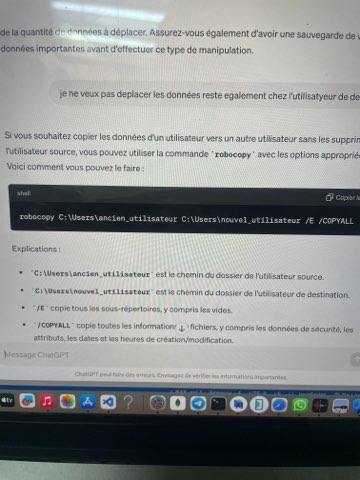 de la quantité de données à déplacer. Assurez-vous également d'avoir une sauvegarde de
données importantes avant d'effectuer ce type de manipulation.
je ne veux pas deplacer les données reste egalement chez l'utilisatyeur de de
Si vous souhaitez copier les données d'un utilisateur vers un autre utilisateur sans les
l'utilisateur source, vous pouvez utiliser la commande `robocopy` avec les options
Voici comment vous pouvez le faire :
shell
Copier le
robocopy C:\Users\ancien_utilisateur C:\Users\nouvel_utilisateur /E /COPYALL
Explications :
• `C:\Users\ancien_utilisateur` est le chemin du dossier de l'utilisateur source.
• `C:\Users\nouvel_utilisateur` est le chemin du dossier de l'utilisateur de destination.
• `/E` copie tous les sous-répertoires, y compris les vides.
• `/COPYALL` copie toutes les information fichiers, y compris les données de sécurité, les
attributs, les dates et les heures de création/modification.
Message ChatGPT
ChatGPT peut faire des erreurs. Envisagez de vérifier les informations importantes.
tv